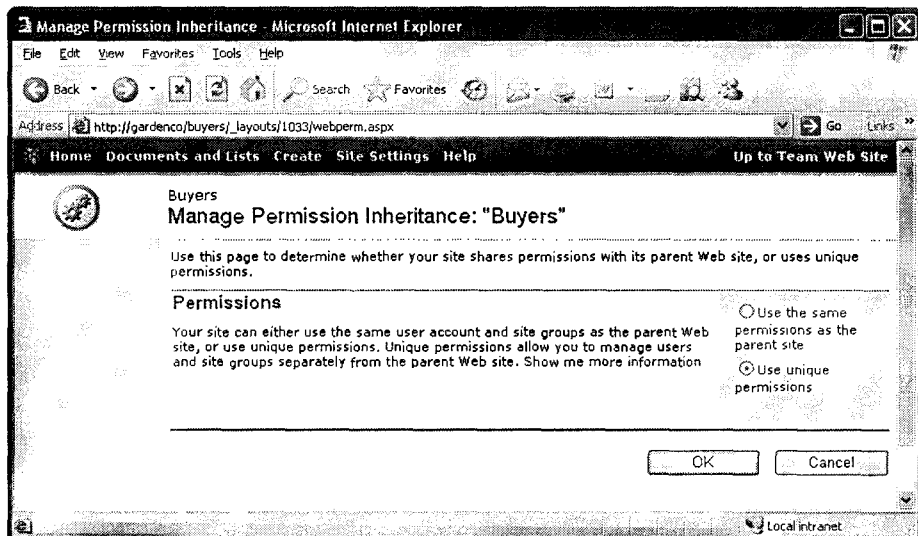 Manage Permission Inheritance - Microsoft Internet Explorer
File Edit View Favorites Tools Help
Back Search Favorites
Address http://gardenco/buyers/_layouts/1033/webperm.aspx Go Links »
Home Documents and Lists Create Site Settings Help Up to Team Web Site
Buyers
Manage Permission Inheritance: "Buyers"
Use this page to determine whether your site shares permissions with its parent Web site, or uses unique
permissions.
Permissions
Your site can either use the same user account and site groups as the parent Web
site, or use unique permissions. Unique permissions allow you to manage users
and site groups separately from the parent Web site. Show me more information
Use the same
permissions as the
parent site
Use unique
permissions
OK Cancel
Local intranet